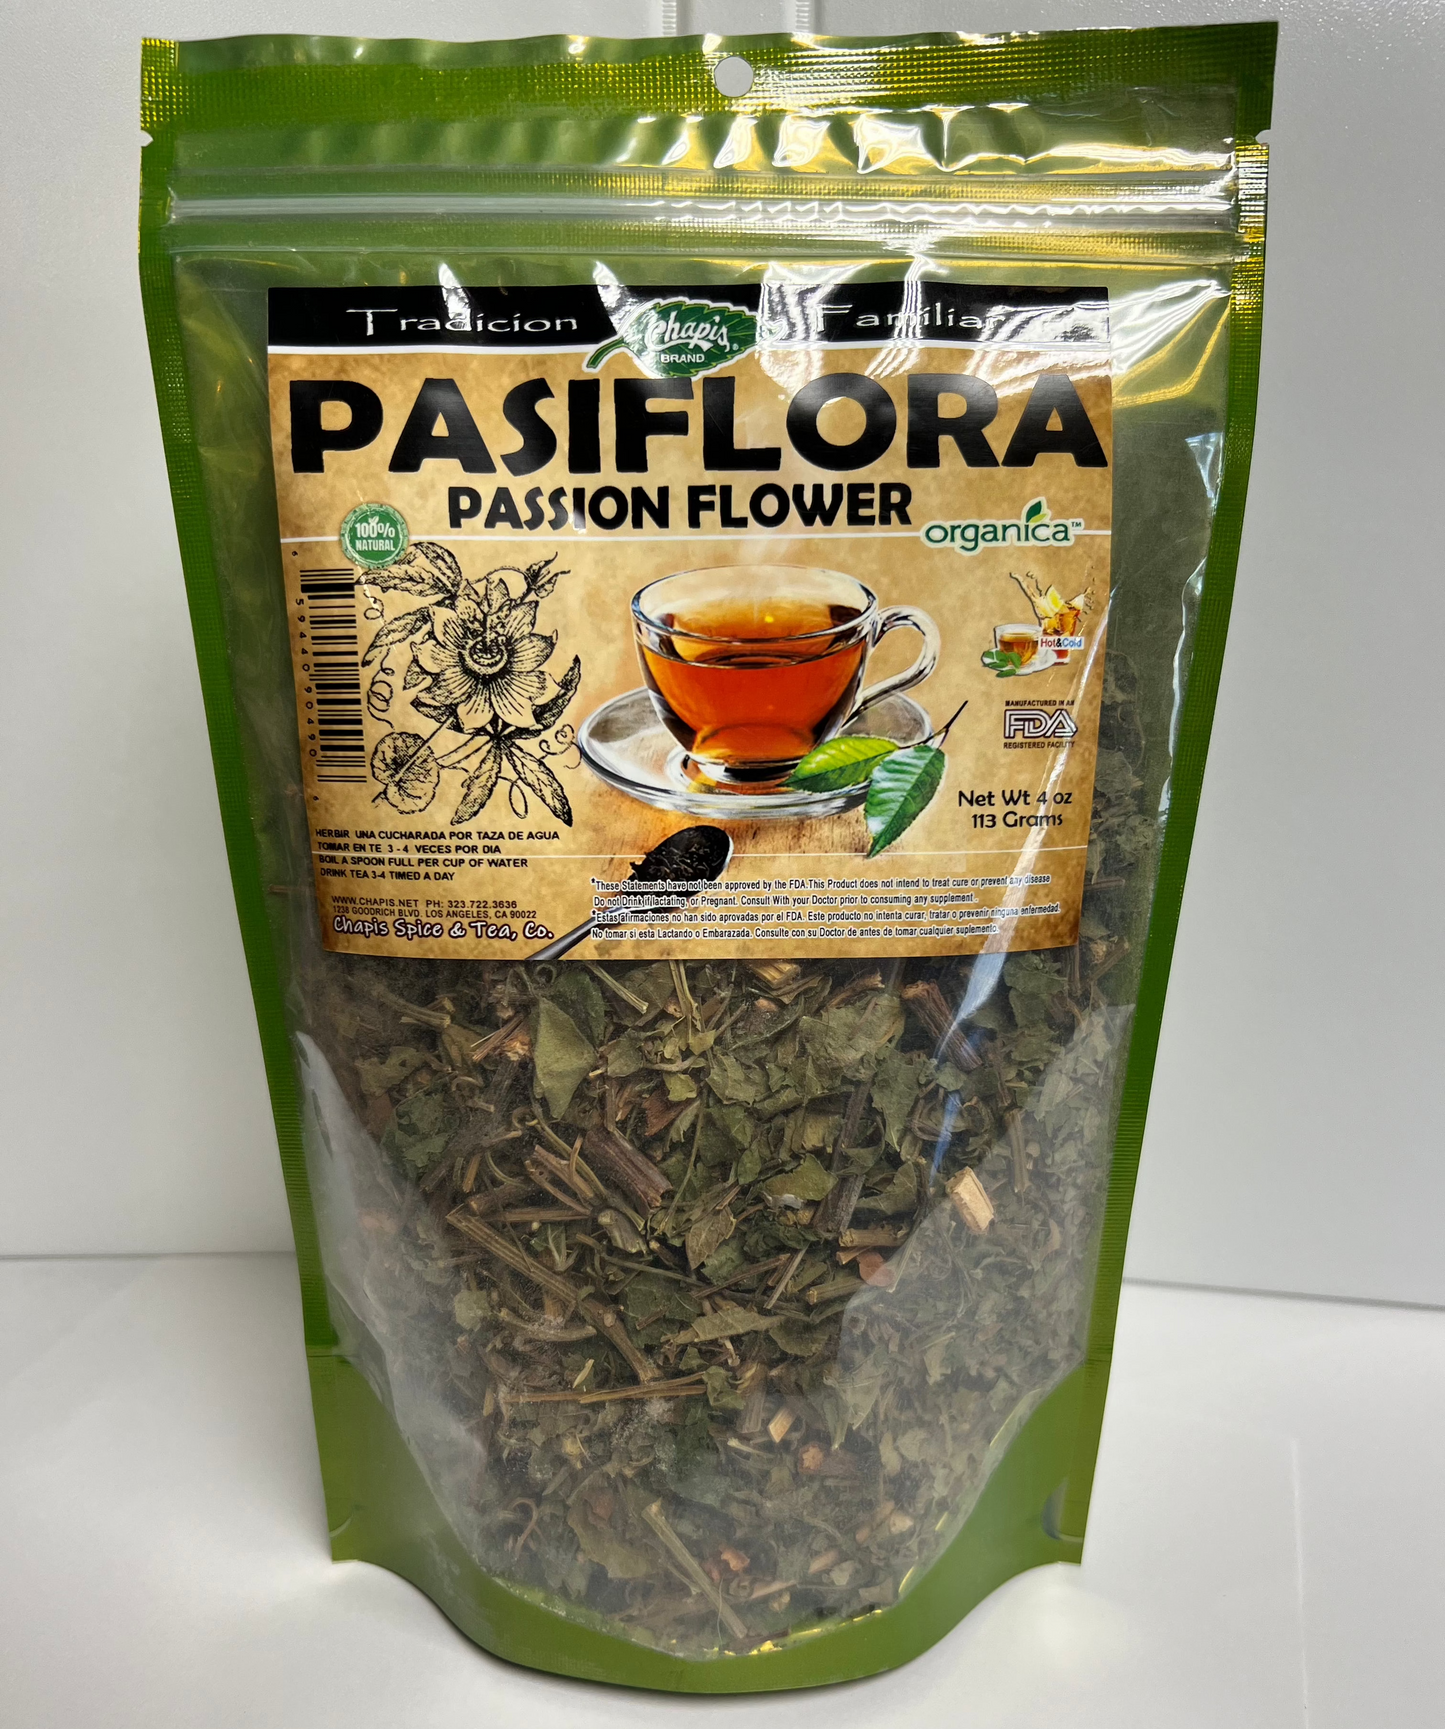 Tradicion
Chapis®
BRAND
Familiar
PASIFLORA
PASSION FLOWER
100%
NATURAL
organica™
6 59440 90490 6
Hot&Cold
MANUFACTURED IN AN
FDA
REGISTERED FACILITY
Net Wt 4 oz
113 Grams
HERBIR UNA CUCHARADA POR TAZA DE AGUA
TOMAR EN TE 3-4 VECES POR DIA
BOIL A SPOON FULL PER CUP OF WATER
DRINK TEA 3-4 TIMED A DAY
WWW.CHAPIS.NET PH: 323.722.3636
1238 GOODRICH BLVD. LOS ANGELES, CA 90022
Chapis Spice & Tea, Co.
*These Statements have not been approved by the FDA.This Product does not intend to treat cure or prevent any disease
Do not Drink if lactating, or Pregnant. Consult With your Doctor prior to consuming any supplement.
*Estas afirmaciones no han sido aprovadas por el FDA. Este producto no intenta curar, tratar o prevenir ninguna enfermedad.
No tomar si esta Lactando o Embarazada. Consulte con su Doctor de antes de tomar cualquier suplemento.